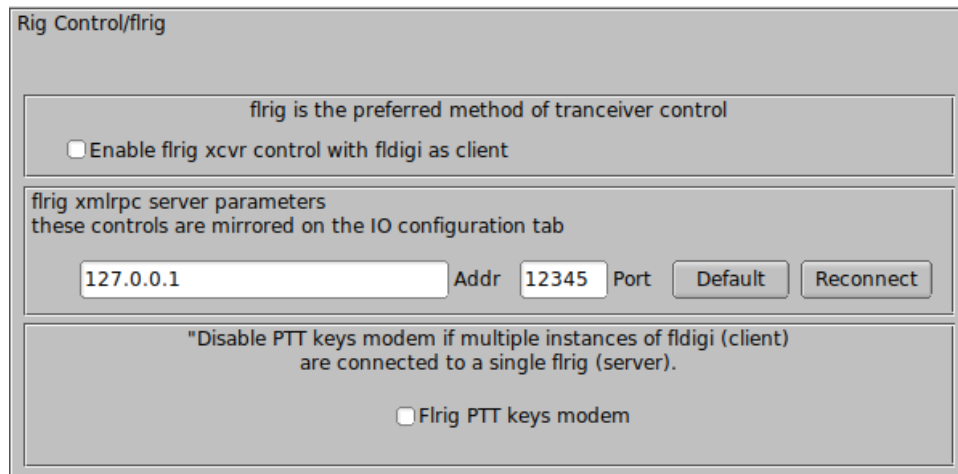 Rig Control/flrig
flrig is the preferred method of tranceiver control
Enable flrig xcvr control with fldigi as client
flrig xmlrpc server parameters
these controls are mirrored on the IO configuration tab
127.0.0.1 Addr 12345 Port Default Reconnect
"Disable PTT keys modem if multiple instances of fldigi (client)
are connected to a single flrig (server).
Flrig PTT keys modem